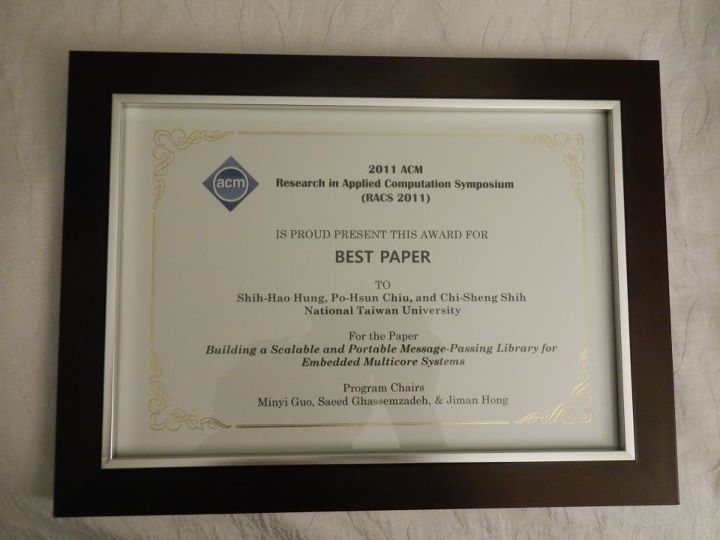 acm
2011 ACM
Research in Applied Computation Symposium
(RACS 2011)
IS PROUD PRESENT THIS AWARD FOR
BEST PAPER
TO
Shih-Hao Hung, Po-Hsun Chiu, and Chi-Sheng Shih
National Taiwan University
For the Paper
Building a Scalable and Portable Message-Passing Library for
Embedded Multicore Systems
Program Chairs
Minyi Guo, Saeed Ghassemzadeh, & Jiman Hong